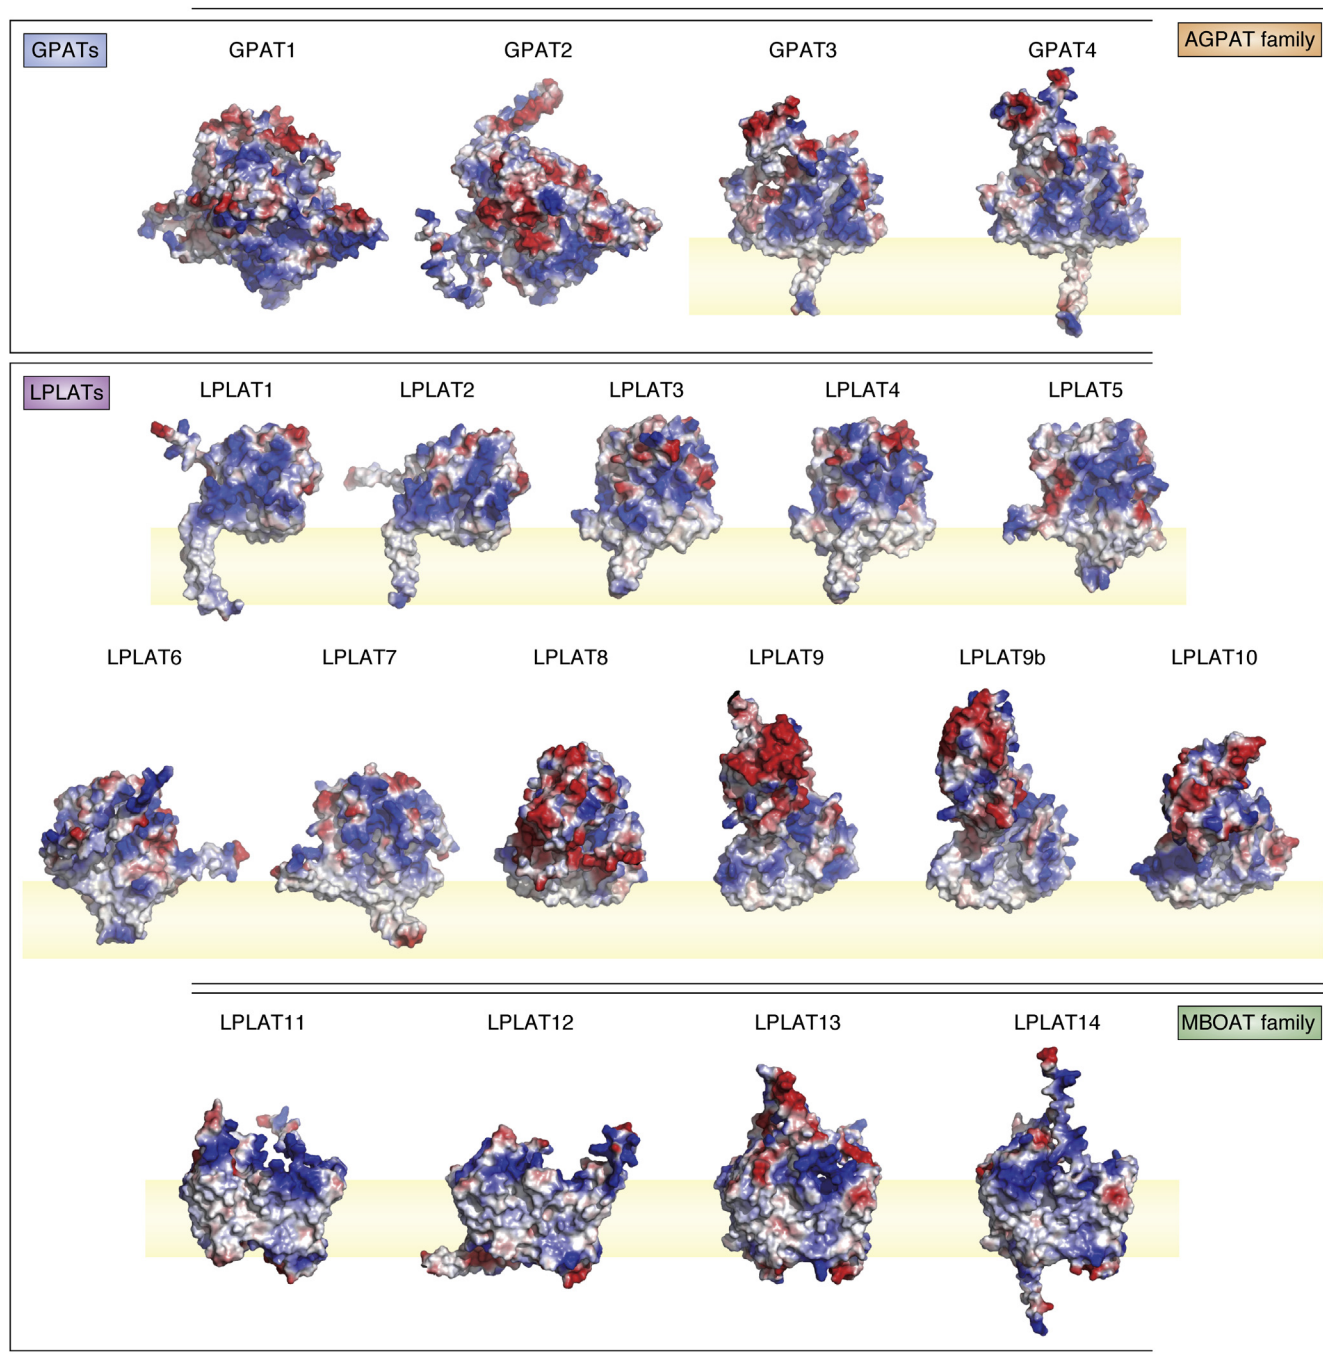 GPATs GPAT1 GPAT2 GPAT3 GPAT4 AGPAT family
LPLATs LPLAT1 LPLAT2 LPLAT3 LPLAT4 LPLAT5
LPLAT6 LPLAT7 LPLAT8 LPLAT9 LPLAT9b LPLAT10
LPLAT11 LPLAT12 LPLAT13 LPLAT14 MBOAT family